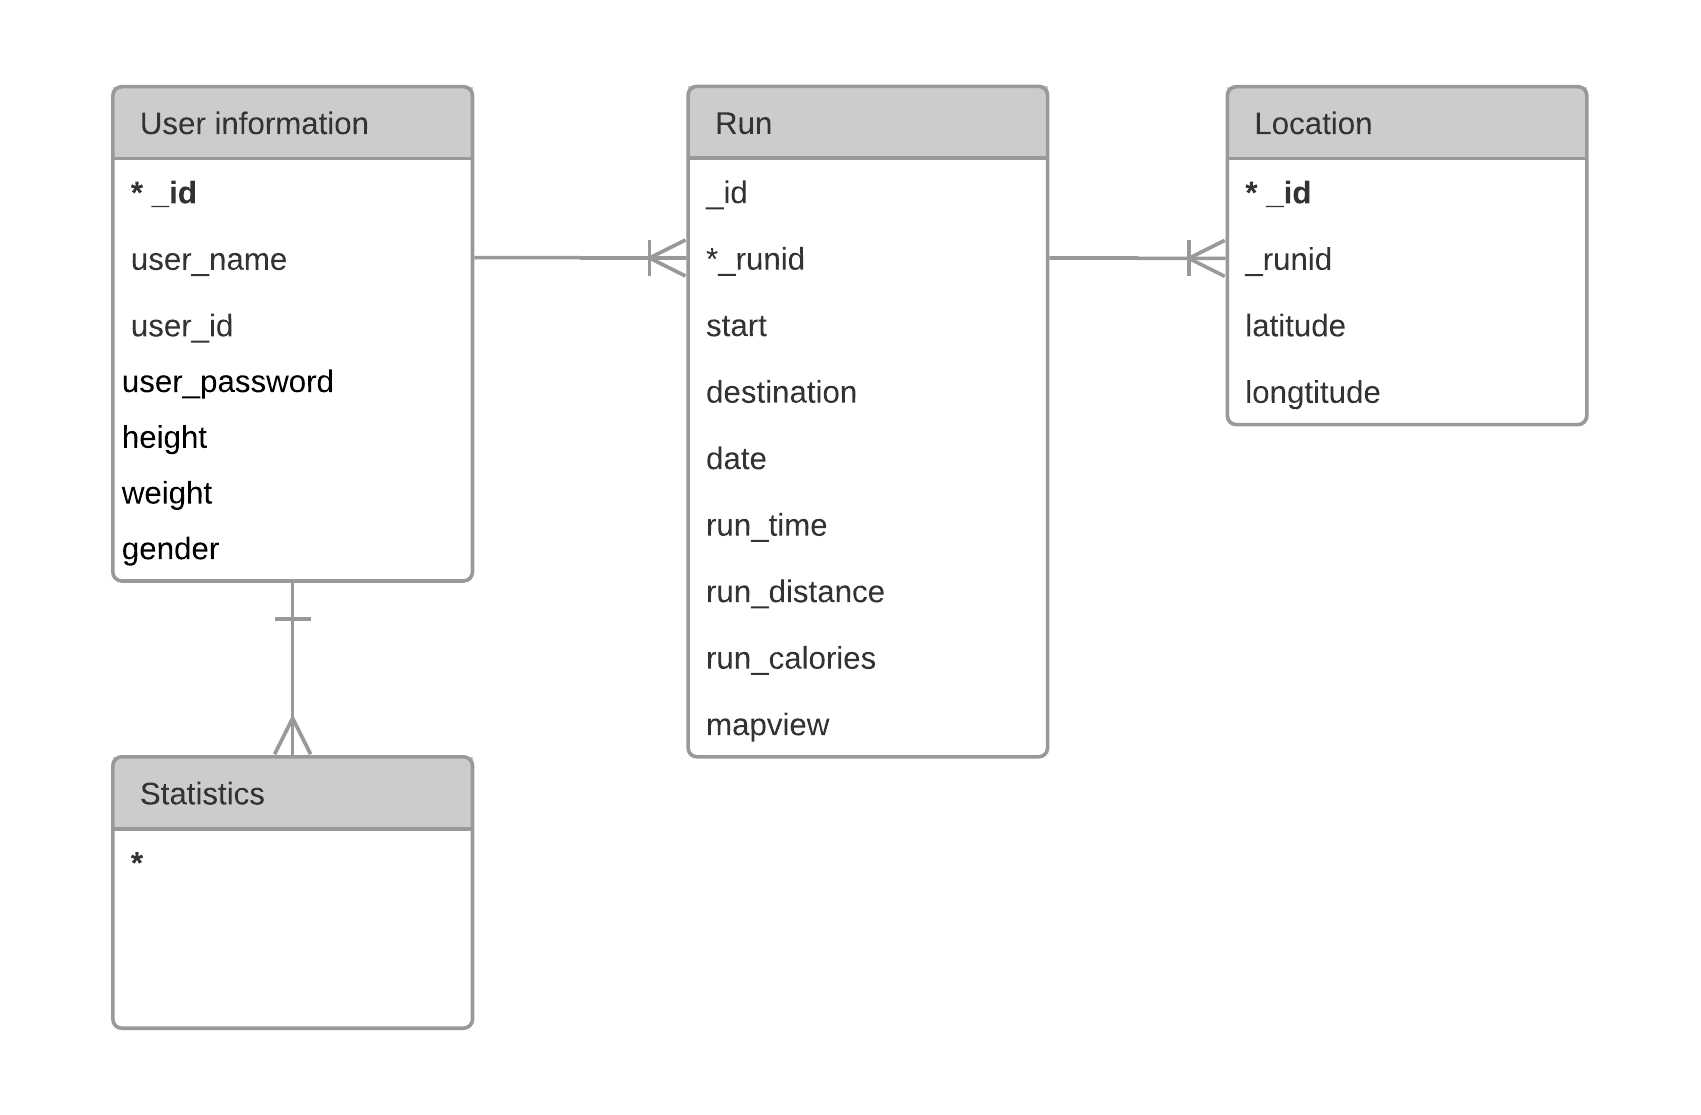 User information
* _id
user_name
user_id
user_password
height
weight
gender
Run
_id
*_runid
start
destination
date
run_time
run_distance
run_calories
mapview
Location
* _id
_runid
latitude
longtitude
Statistics
*